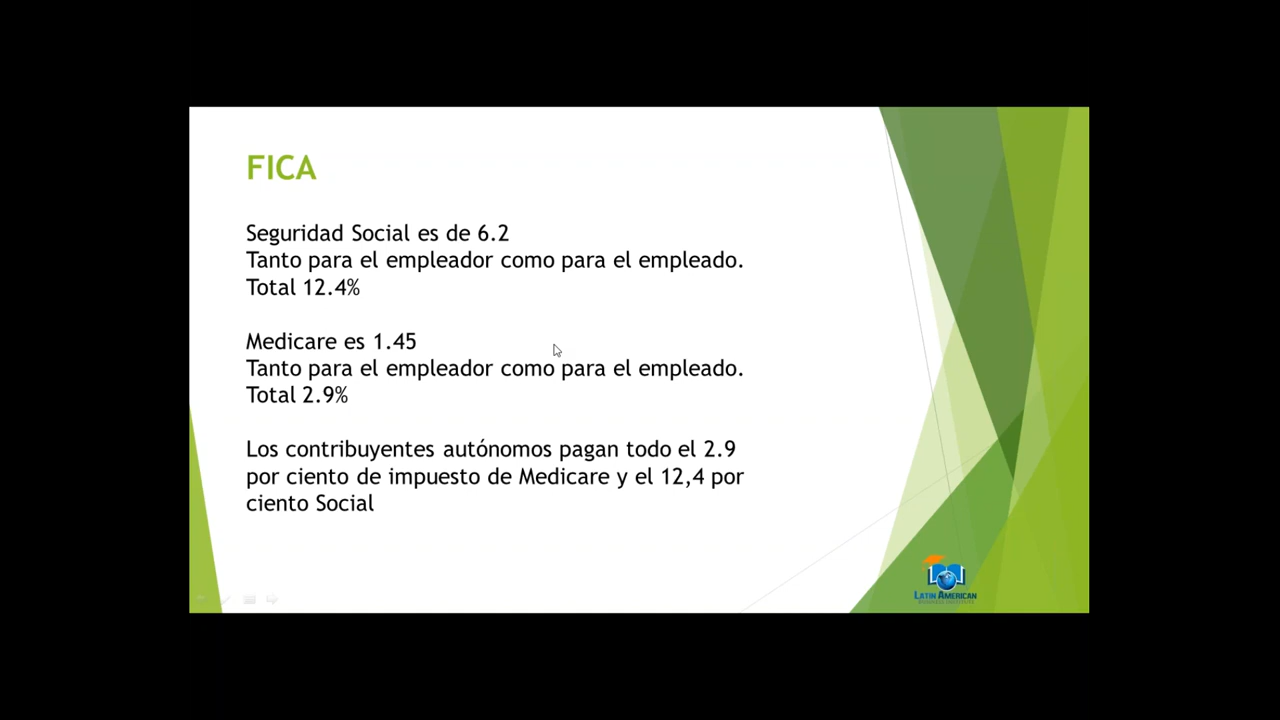 FICA
Seguridad Social es de 6.2
Tanto para el empleador como para el empleado.
Total 12.4%
Medicare es 1.45
Tanto para el empleador como para el empleado.
Total 2.9%
Los contribuyentes autónomos pagan todo el 2.9
por ciento de impuesto de Medicare y el 12,4 por
ciento Social
LATIN AMERICAN